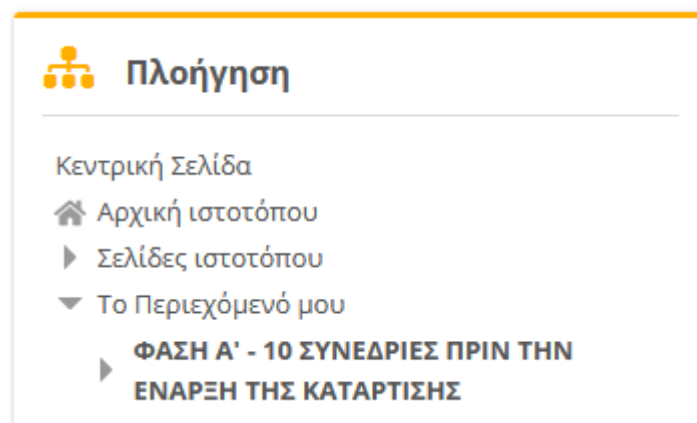 Πλοήγηση
Κεντρική Σελίδα
Αρχική ιστοτόπου
Σελίδες ιστοτόπου
Το Περιεχόμενό μου
ΦΑΣΗ Α' - 10 ΣΥΝΕΔΡΙΕΣ ΠΡΙΝ ΤΗΝ
ΕΝΑΡΞΗ ΤΗΣ ΚΑΤΑΡΤΙΣΗΣ